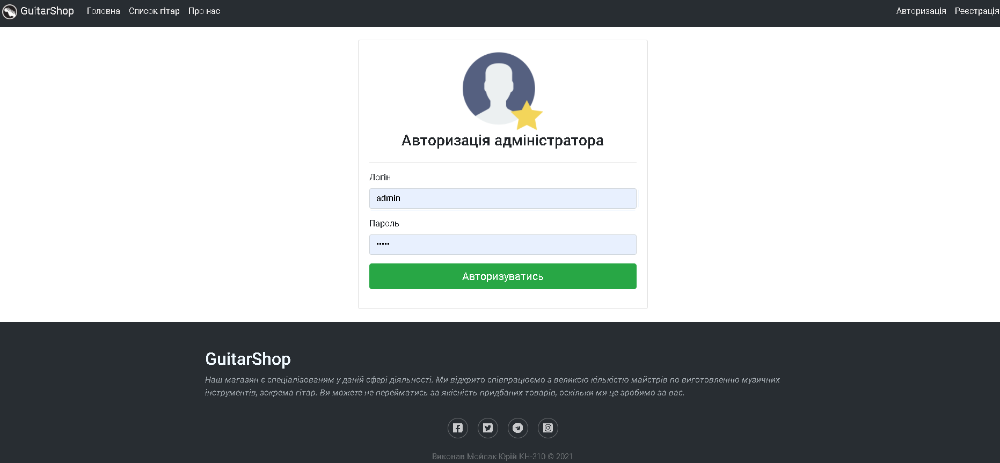 GuitarShop Головна Список гітар Про нас Авторизація Реєстрація
Авторизація адміністратора
Логін
admin
Пароль
•••••
Авторизуватись
GuitarShop
Наш магазин є спеціалізованим у даній сфері діяльності. Ми відкрито співпрацюємо з великою кількістю майстрів по виготовленню музичних
інструментів, зокрема гітар. Ви можете не перейматись за якісність придбаних товарів, оскільки ми це зробимо за вас.
Виконав Мойсак Юрій КН-310 © 2021